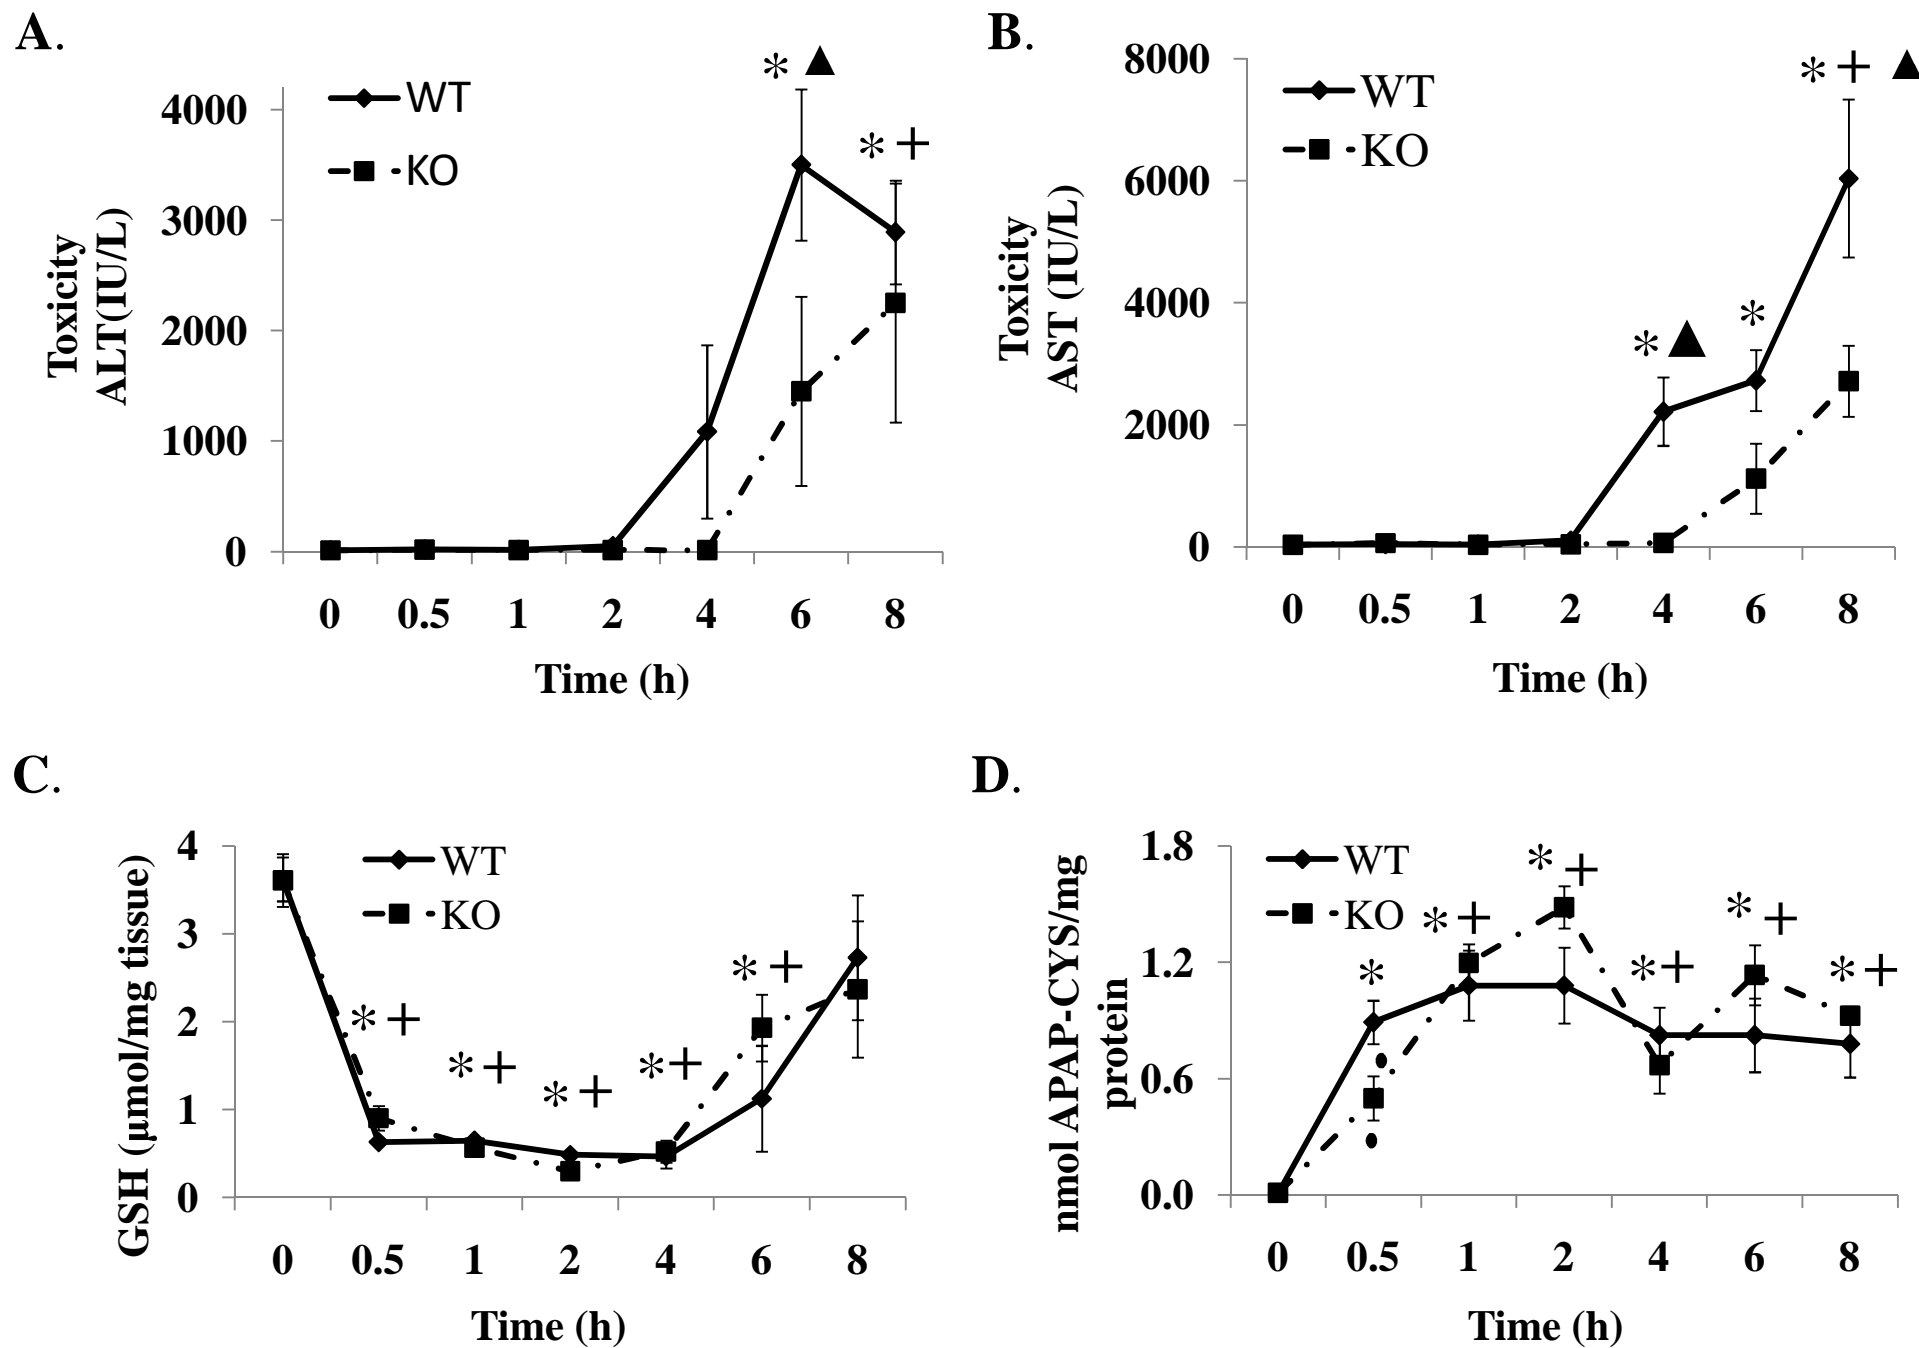 A.
* ▲
* +
WT
KO
4000
3000
2000
1000
0
Toxicity
ALT(IU/L)
0 0.5 1 2 4 6 8
Time (h)
B.
* + ▲
WT
KO
8000
6000
4000
2000
0
* ▲
*
Toxicity
AST (IU/L)
0 0.5 1 2 4 6 8
Time (h)
C.
WT
KO
4
3
2
1
0
* +
* +
* +
* +
* +
GSH (µmol/mg tissue)
0 0.5 1 2 4 6 8
Time (h)
D.
WT
KO
1.8
1.2
0.6
0.0
*
* +
* +
* +
* +
* +
nmol APAP-CYS/mg
protein
0 0.5 1 2 4 6 8
Time (h)